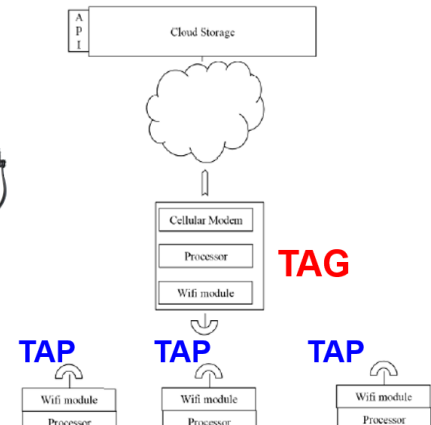 A
P
I
Cloud Storage
Cellular Modem
Processor
TAG
Wifi module
TAP TAP TAP
Wifi module Wifi module Wifi module
Processor Processor Processor